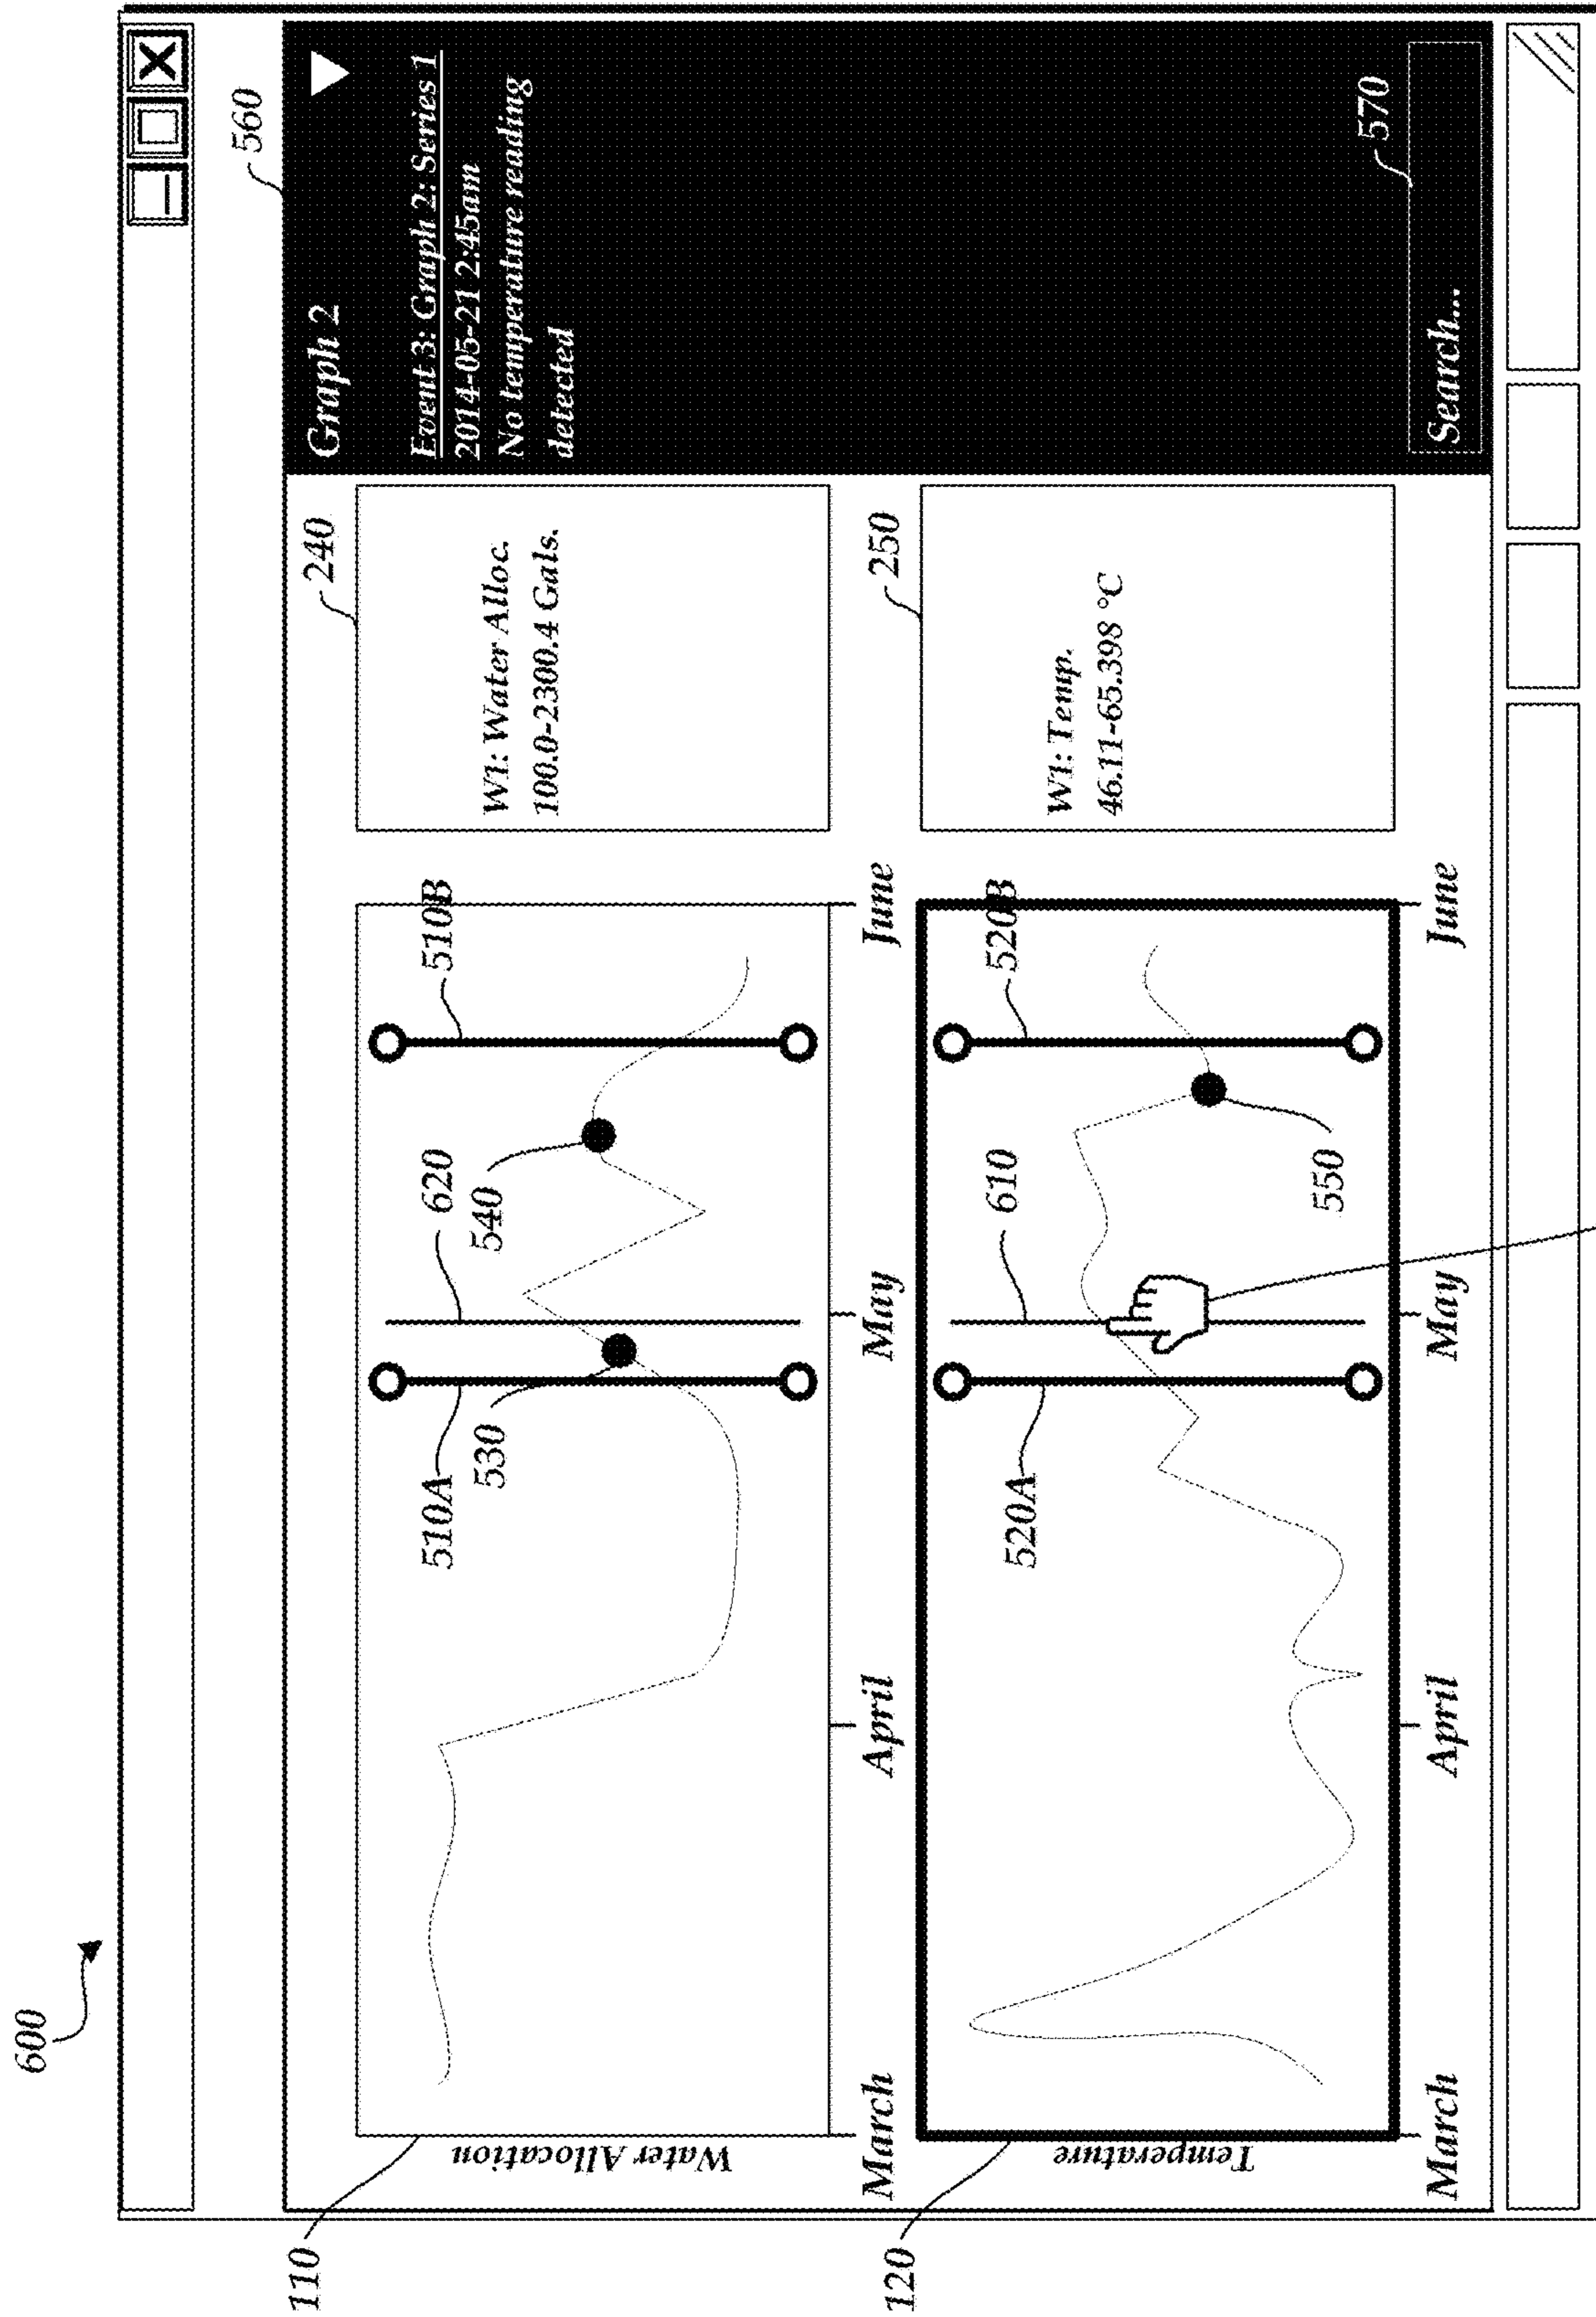 600
560
Graph 2
Event 3: Graph 2: Series 1
2014-05-21 2:45am
No temperature reading
detected
570
Search...
110
Water Allocation
510A
530
620
540
510B
240
W1: Water Alloc.
100.0-2300.4 Gals.
March
April
May
June
120
Temperature
520A
610
550
520B
250
W1: Temp.
46.11-65.398 °C
March
April
May
June